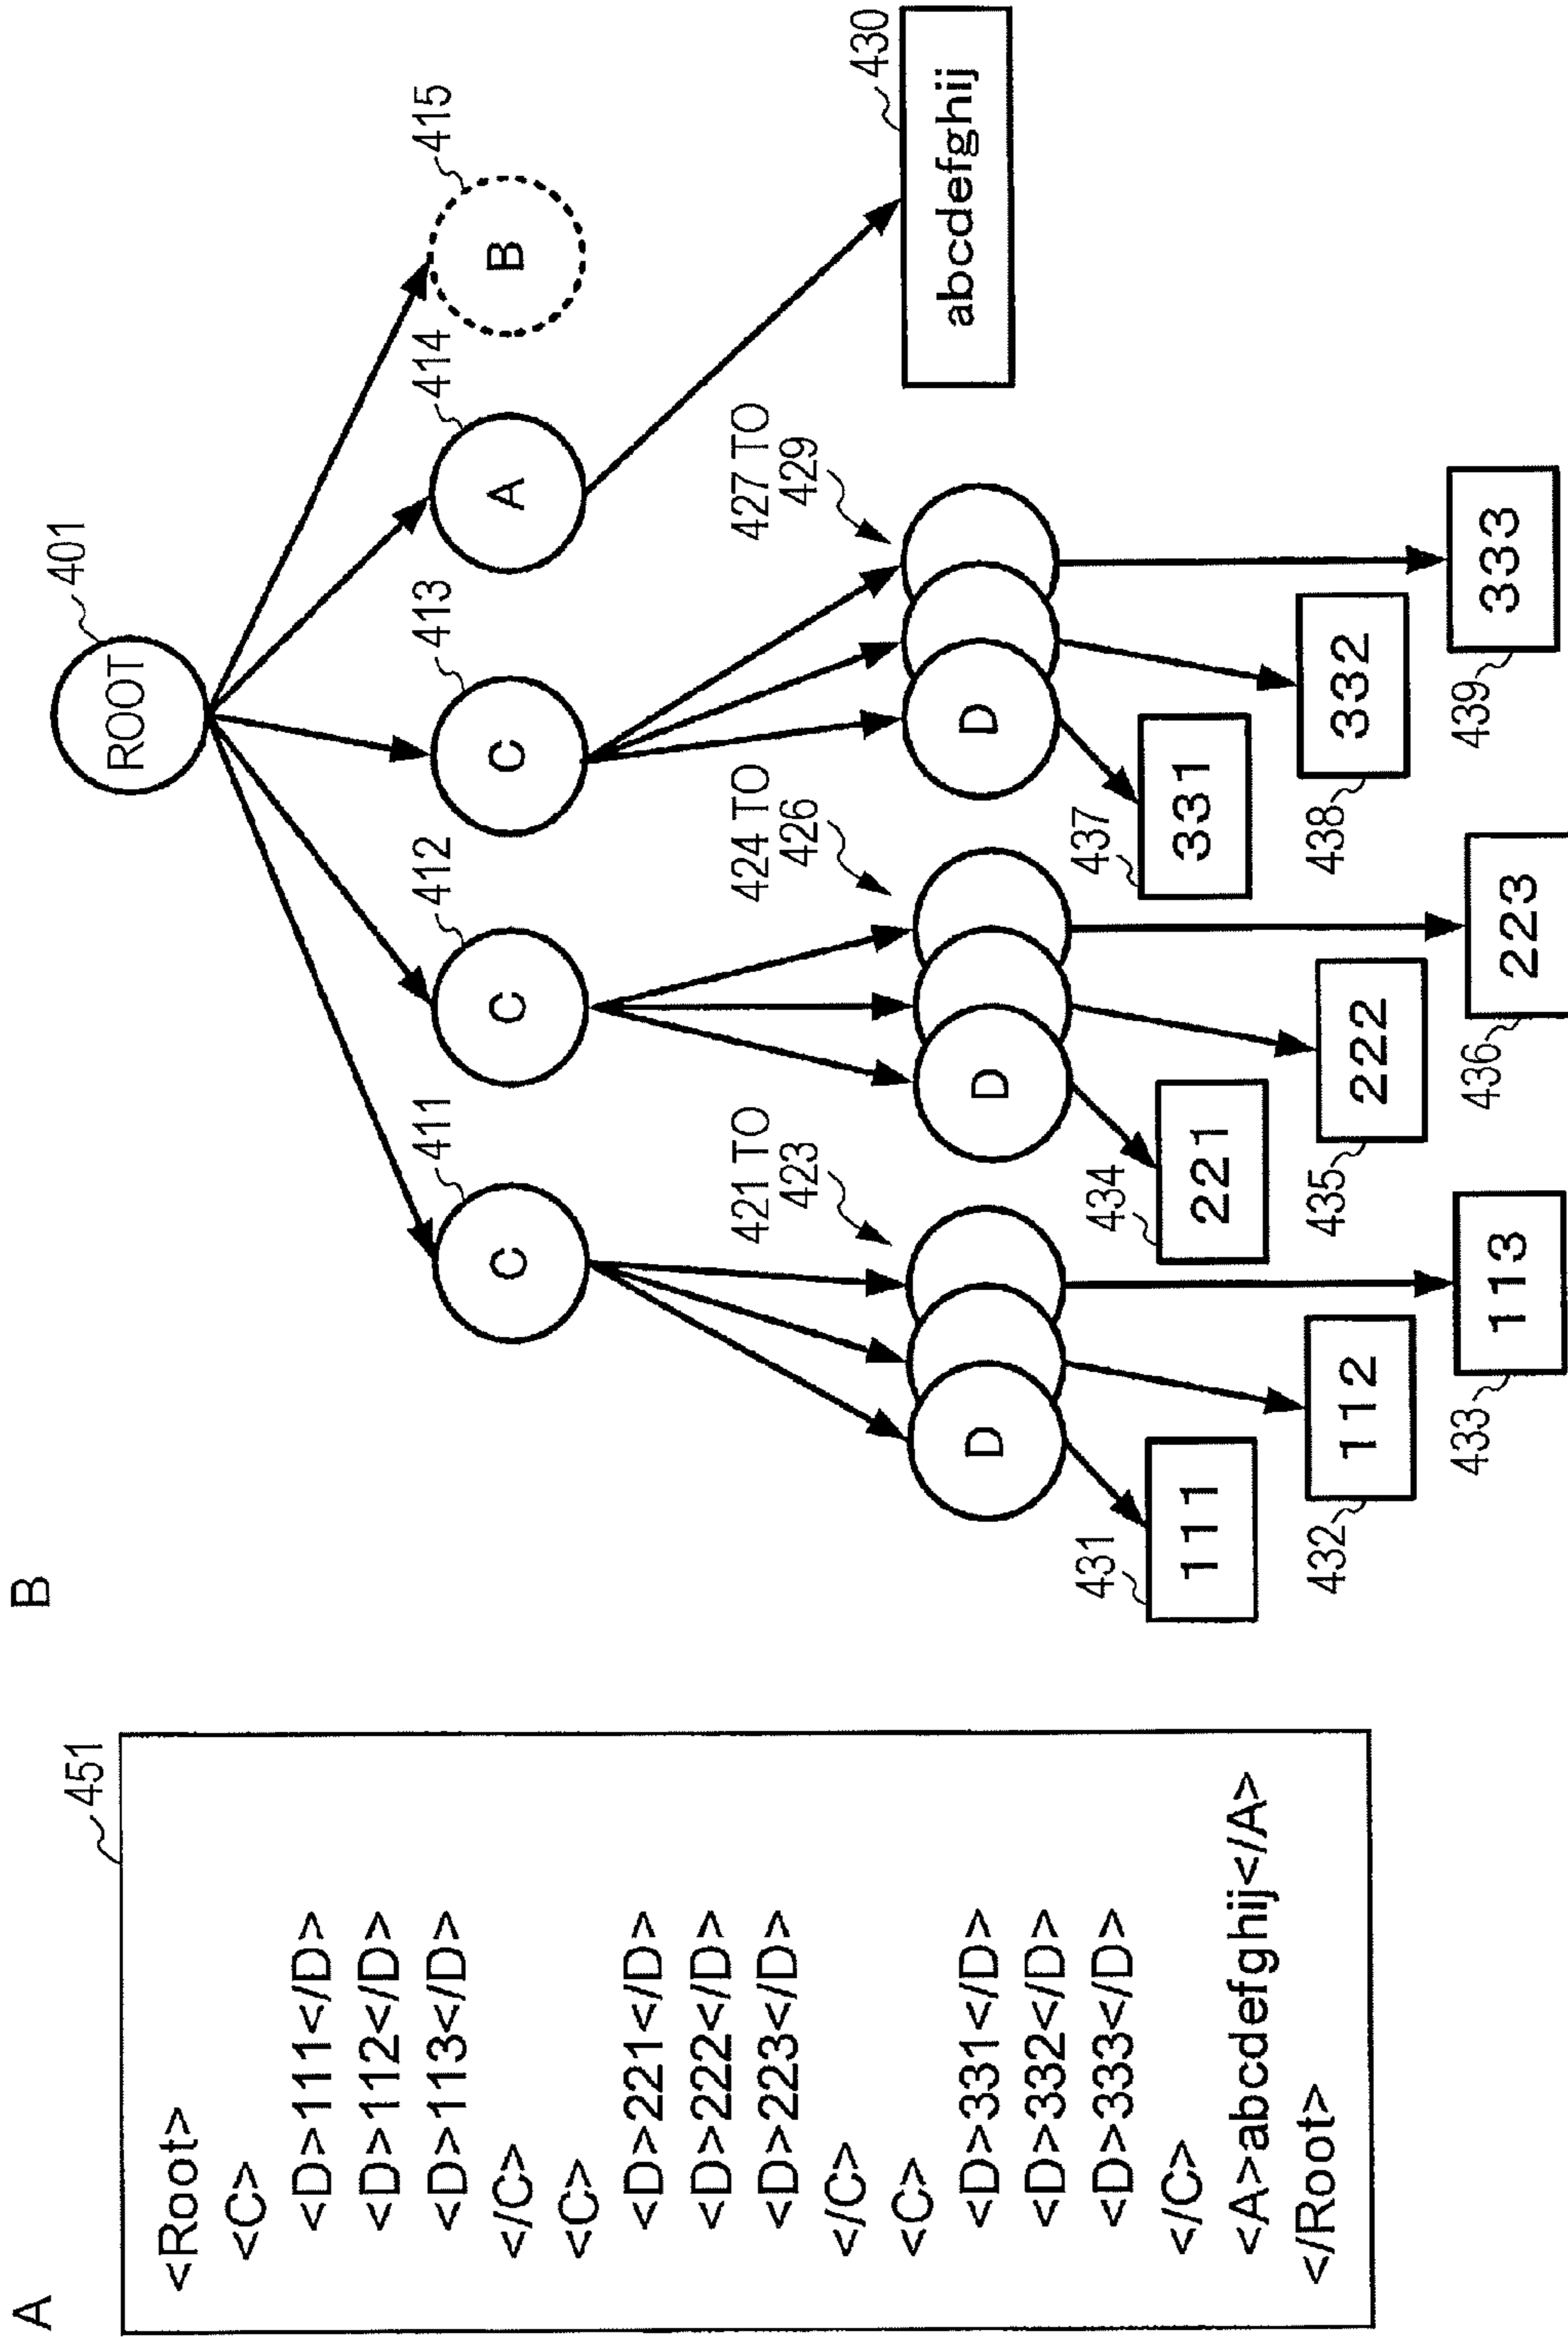 A
451
<Root>
<C>
<D>111</D>
<D>112</D>
<D>113</D>
</C>
<C>
<D>221</D>
<D>222</D>
<D>223</D>
</C>
<C>
<D>331</D>
<D>332</D>
<D>333</D>
</C>
<A>abcdefghij</A>
</Root>
B
ROOT
401
C
411
C
412
C
413
A
414
B
415
421 TO
423
424 TO
426
427 TO
429
D
D
D
abcdefghij
430
431
111
432
112
433
113
434
221
435
222
436
223
437
331
438
332
439
333